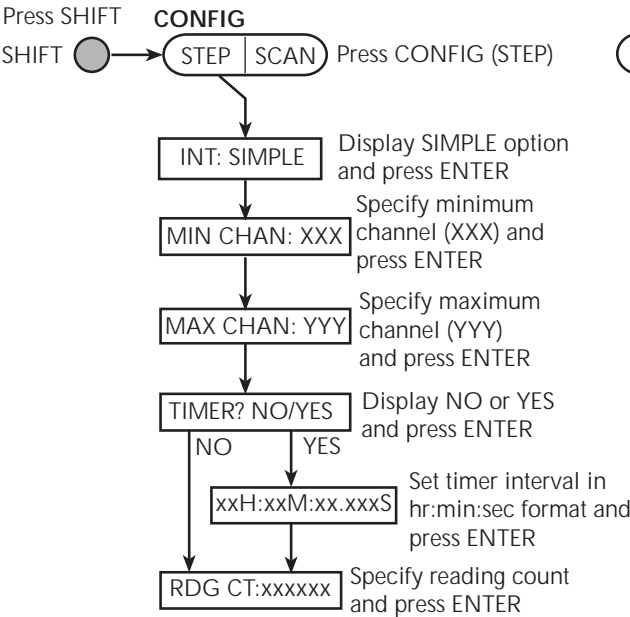 Press SHIFT
CONFIG
SHIFT
STEP SCAN
Press CONFIG (STEP)
INT: SIMPLE
Display SIMPLE option
and press ENTER
MIN CHAN: XXX
Specify minimum
channel (XXX) and
press ENTER
MAX CHAN: YYY
Specify maximum
channel (YYY)
and press ENTER
TIMER? NO/YES
Display NO or YES
and press ENTER
NO
YES
xxH:xxM:xx.xxxS
Set timer interval in
hr:min:sec format and
press ENTER
RDG CT:xxxxxx
Specify reading count
and press ENTER